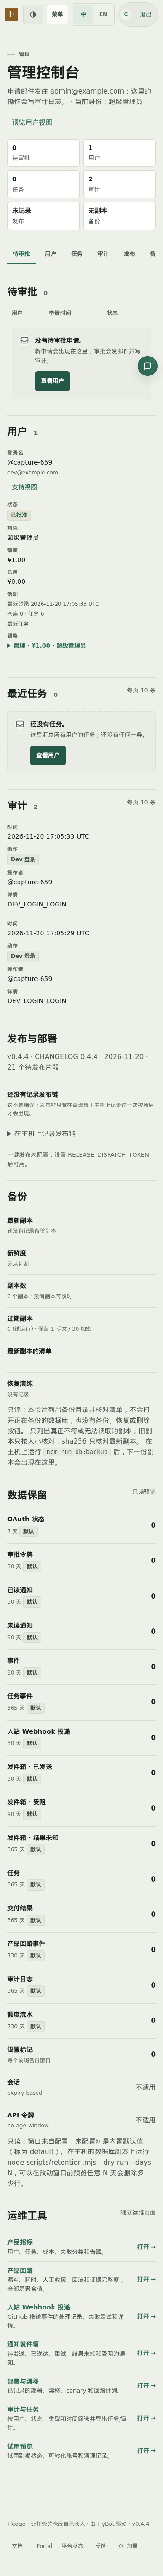 F
菜单
中
EN
C
退出
管理
管理控制台
申请邮件发往 admin@example.com；这里的
操作会写审计日志。 · 当前身份：超级管理员
预览用户视图
0
待审批
1
用户
0
任务
2
审计
未记录
发布
无副本
备份
待审批
用户
任务
审计
发布
备
待审批 0
用户
申请时间
状态
没有待审批申请。
新申请会出现在这里；审批会发邮件并写
审计。
查看用户
用户 1
登录名
@capture-659
dev@example.com
支持视图
状态
已批准
角色
超级管理员
额度
¥1.00
已用
¥0.00
活动
最近登录 2026-11-20 17:05:33 UTC
仓库 0 · 任务 0
最近任务 —
调整
▶ 管理 · ¥1.00 · 超级管理员
最近任务 0
每页 10 条
还没有任务。
这里汇总所有用户的任务；现在还没有任何一条。
查看用户
审计 2
每页 10 条
时间
2026-11-20 17:05:33 UTC
动作
Dev 登录
操作者
@capture-659
详情
DEV_LOGIN_LOGIN
时间
2026-11-20 17:05:29 UTC
动作
Dev 登录
操作者
@capture-659
详情
DEV_LOGIN_LOGIN
发布与部署
v0.4.4 · CHANGELOG 0.4.4 · 2026-11-20 ·
21 个待发布片段
还没有记录发布链
这不是错误：发布链只有在管理员于主机上记录过一次校验后
才会出现。
▶ 在主机上记录发布链
一键发布未配置：设置 RELEASE_DISPATCH_TOKEN
后可用。
备份
最新副本
还没有记录备份副本
新鲜度
无从判断
副本数
0 个副本 · 没有副本可核对
过期副本
0 (试运行) · 保留 1 明文 / 30 加密
最新副本的清单
—
恢复演练
没有记录
只读：本卡片列出备份目录并核对清单，不会打
开正在备份的数据库，也没有备份、恢复或删除
按钮。 只列出真正不将或无法读取的副本；旧副
本只按大小核对，sha256 只核对最新副本。 在
主机上运行 npm run db:backup 后，下一份副
本会出现在这里。
数据保留
只读预览
OAuth 状态
7 天 默认
0
审批令牌
30 天 默认
0
已读通知
30 天 默认
0
未读通知
90 天 默认
0
事件
90 天 默认
0
任务事件
365 天 默认
0
入站 Webhook 投递
30 天 默认
0
发件箱 · 已发送
30 天 默认
0
发件箱 · 受阻
90 天 默认
0
发件箱 · 结果未知
365 天 默认
0
任务
365 天 默认
0
交付结果
365 天 默认
0
产品回路事件
730 天 默认
0
审计日志
365 天 默认
0
额度流水
730 天 默认
0
设置标记
每个前缀各自窗口
0
会话
expiry-based
不适用
API 令牌
no-age-window
不适用
只读：窗口来自配置，未配置时是内置默认值
（标为 default）。在主机的数据库副本上运行
node scripts/retention.mjs --dry-run --days
N，可以在改动窗口前预览任意 N 天会删除多
少行。
运维工具
独立运维页面
产品指标
用户、任务、成本、失败分类和告警。
打开 →
产品回路
漏斗、耗时、人工救援、回流和证据完整度，
全部是聚合值。
打开 →
入站 Webhook 投递
GitHub 推送事件的处理记录、失败重试和详
情。
打开 →
通知发件箱
待发送、已送达、重试、结果未知和受阻的通
知。
打开 →
部署与漂移
已记录的部署、漂移、canary 和回滚计划。
打开 →
审计与任务
按用户、状态、类型和时间筛选并导出任务/审
计。
打开 →
试用预览
试用到期状态、可转化账号和清理记录。
打开 →
Fledge · 让托管的仓库自己长大 · 由 FlyBot 驱动 · v0.4.4
文档
Portal
平台状态
反馈
☆ 加星